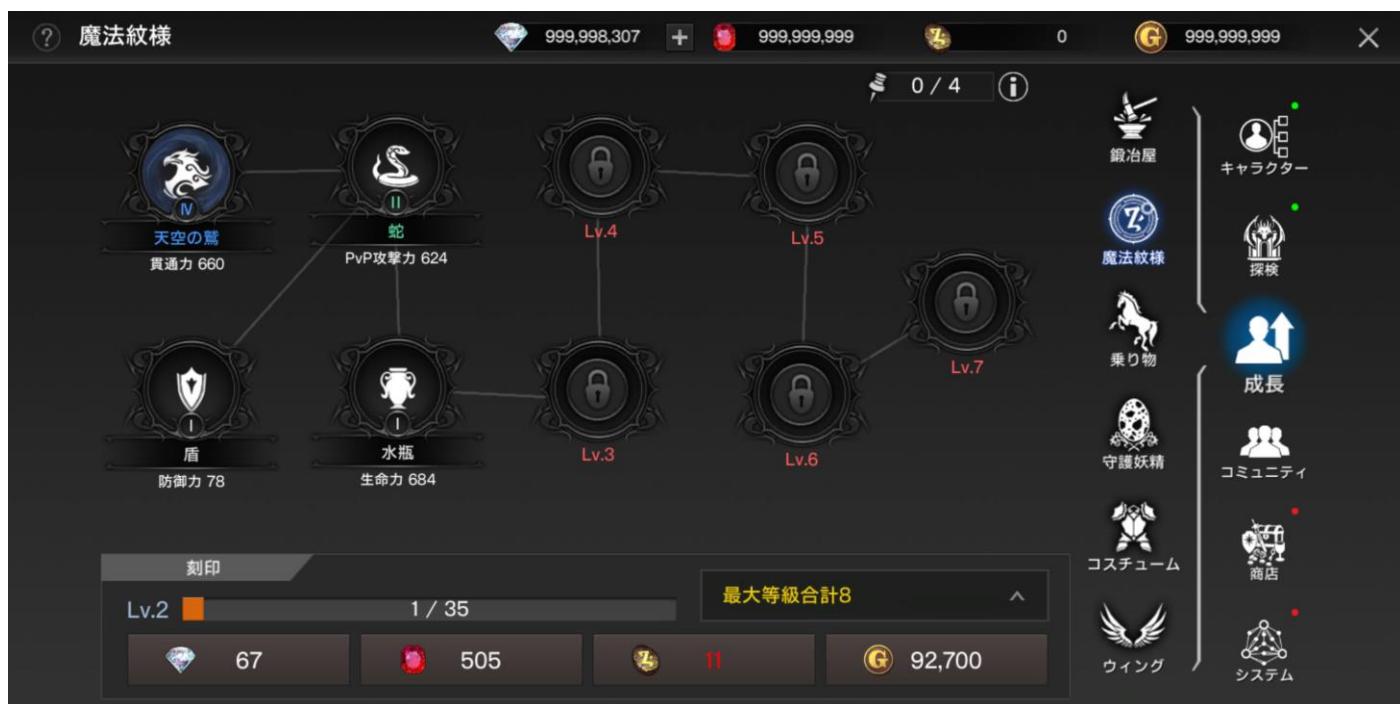 ? 魔法紋様
999,998,307
+
999,999,999
0
999,999,999
0 / 4
IV
天空の鷲
貫通力 660
II
蛇
PvP攻撃力 624
Lv.4
Lv.5
I
盾
防御力 78
I
水瓶
生命力 684
Lv.3
Lv.6
Lv.7
刻印
Lv.2
1 / 35
最大等級合計8
67
505
11
92,700
鍛冶屋
魔法紋様
乗り物
守護妖精
コスチューム
ウィング
キャラクター
探検
成長
コミュニティ
商店
システム